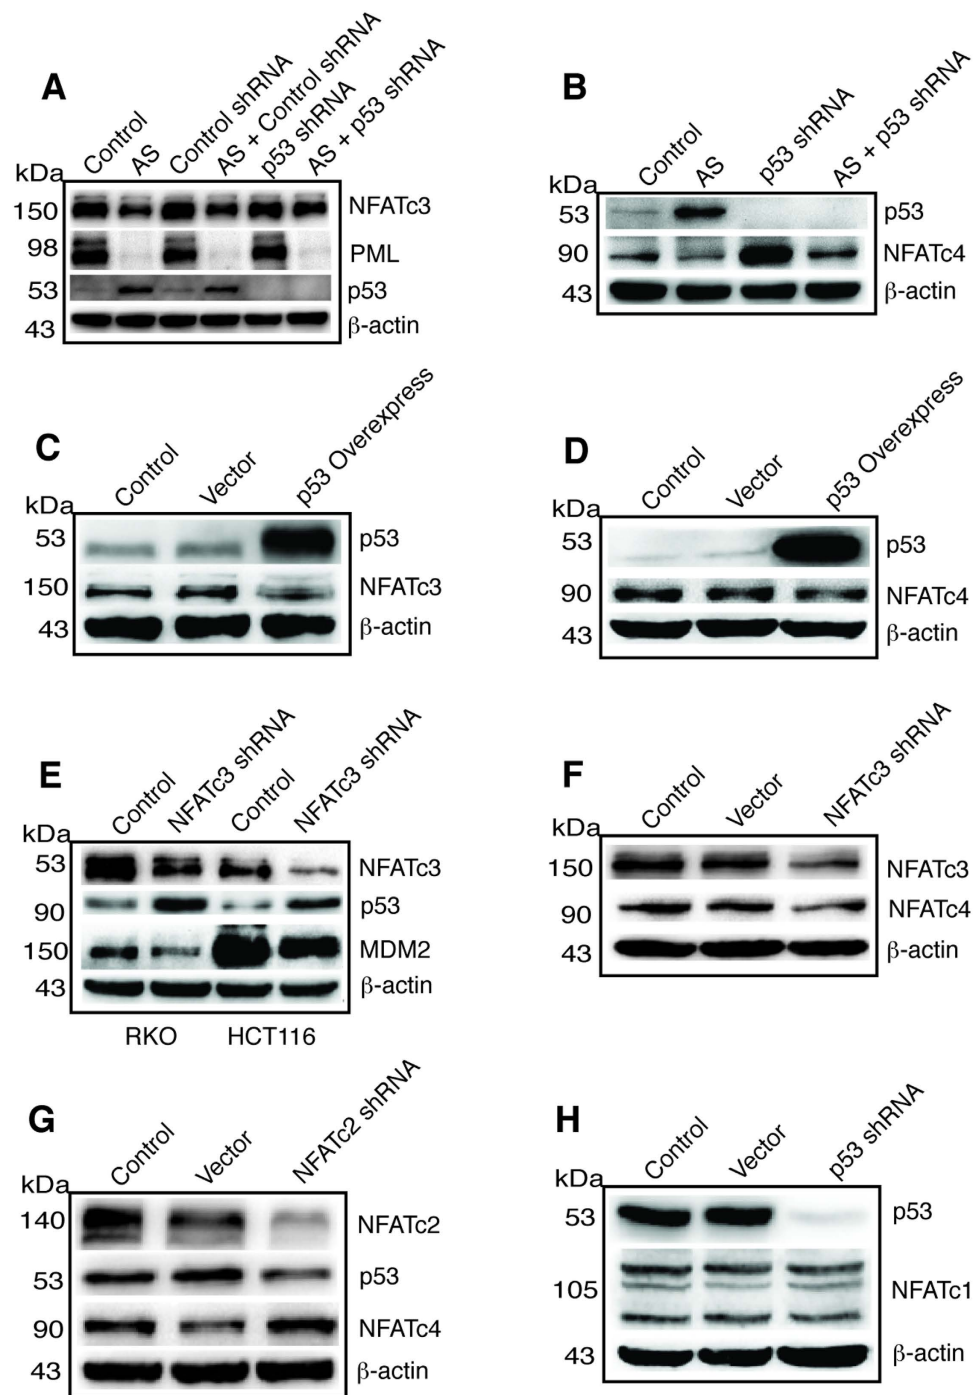 A
Control
AS
Control shRNA
AS + Control shRNA
p53 shRNA
AS + p53 shRNA
kDa
150 NFATc3
98 PML
53 p53
43 β-actin
B
Control
AS
p53 shRNA
AS + p53 shRNA
kDa
53 p53
90 NFATc4
43 β-actin
C
Control
Vector
p53 Overexpress
kDa
53 p53
150 NFATc3
43 β-actin
D
Control
Vector
p53 Overexpress
kDa
53 p53
90 NFATc4
43 β-actin
E
Control
NFATc3 shRNA
Control
NFATc3 shRNA
kDa
53 NFATc3
90 p53
150 MDM2
43 β-actin
RKO HCT116
F
Control
Vector
NFATc3 shRNA
kDa
150 NFATc3
90 NFATc4
43 β-actin
G
Control
Vector
NFATc2 shRNA
kDa
140 NFATc2
53 p53
90 NFATc4
43 β-actin
H
Control
Vector
p53 shRNA
kDa
53 p53
105 NFATc1
43 β-actin